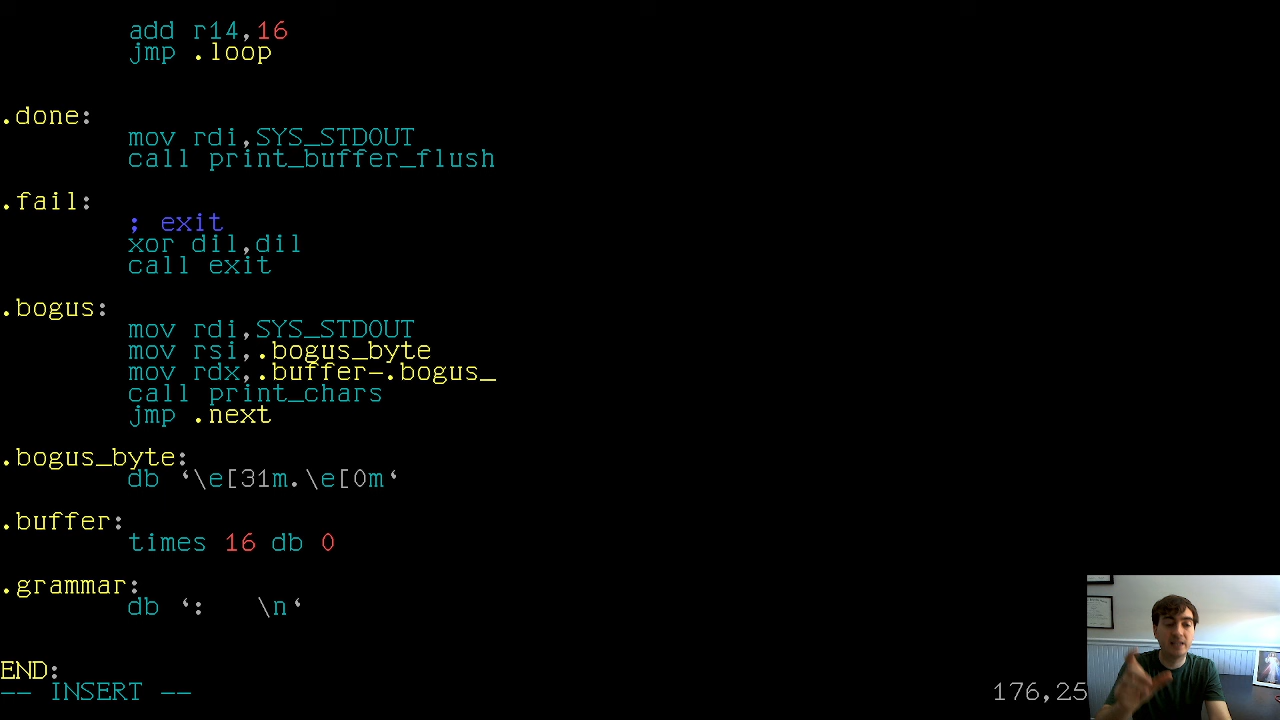 add r14,16
jmp .loop
.done:
mov rdi,SYS_STDOUT
call print_buffer_flush
.fail:
; exit
xor dil,dil
call exit
.bogus:
mov rdi,SYS_STDOUT
mov rsi,.bogus_byte
mov rdx,.buffer-.bogus_
call print_chars
jmp .next
.bogus_byte:
db `\e[31m.\e[0m`
.buffer:
times 16 db 0
.grammar:
db `:   \n`
END:
-- INSERT --
176,25